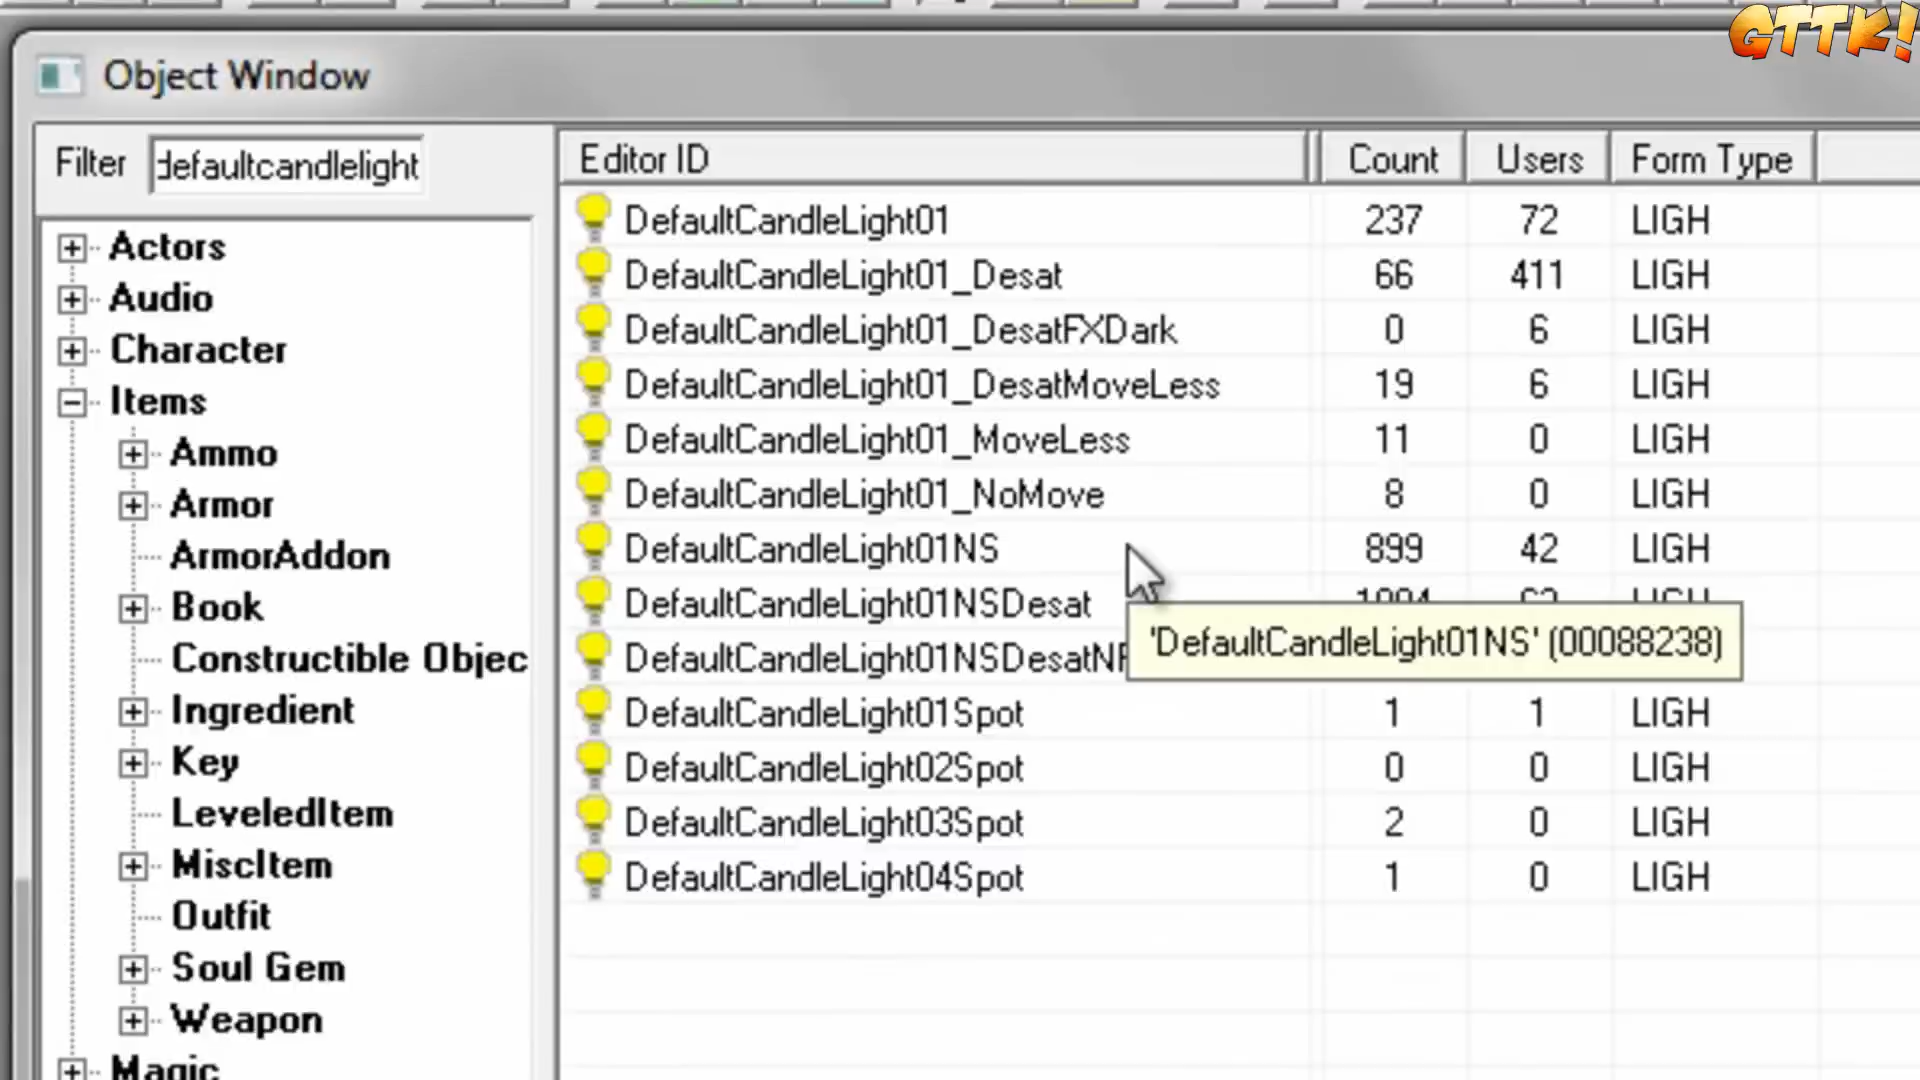 GTTK!
Object Window
Filter defaultcandlelight
Editor ID Count Users Form Type
Actors
Audio
Character
Items
Ammo
Armor
ArmorAddon
Book
Constructible Objec
Ingredient
Key
LeveledItem
MiscItem
Outfit
Soul Gem
Weapon
Magic
DefaultCandleLight01 237 72 LIGH
DefaultCandleLight01_Desat 66 411 LIGH
DefaultCandleLight01_DesatFXDark 0 6 LIGH
DefaultCandleLight01_DesatMoveLess 19 6 LIGH
DefaultCandleLight01_MoveLess 11 0 LIGH
DefaultCandleLight01_NoMove 8 0 LIGH
DefaultCandleLight01NS 899 42 LIGH
DefaultCandleLight01NSDesat LIGH
'DefaultCandleLight01NS' (00088238)
DefaultCandleLight01NSDesatN
DefaultCandleLight01Spot 1 1 LIGH
DefaultCandleLight02Spot 0 0 LIGH
DefaultCandleLight03Spot 2 0 LIGH
DefaultCandleLight04Spot 1 0 LIGH